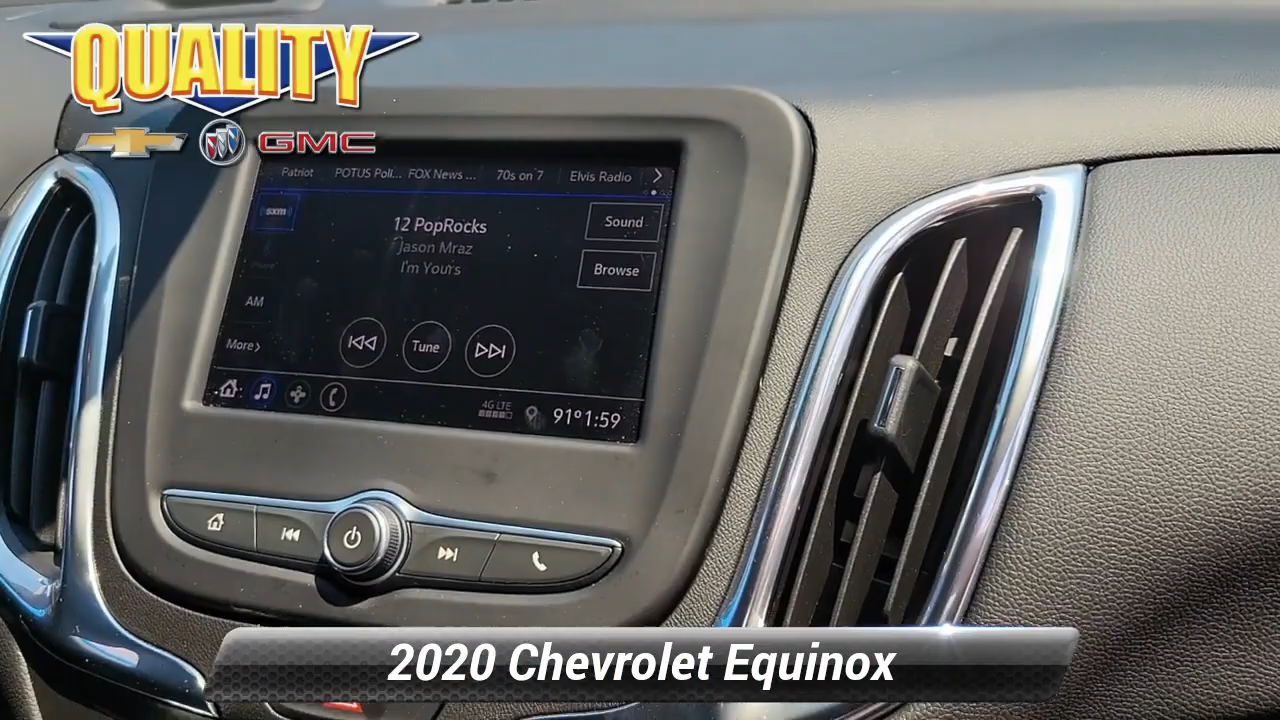 QUALITY
GMC
Patriot POTUS Poli... FOX News ... 70s on 7 Elvis Radio
sxm
12 PopRocks
Sound
Jason Mraz
I'm Yours
Browse
AM
More
Tune
4G LTE
91° 1:59
2020 Chevrolet Equinox